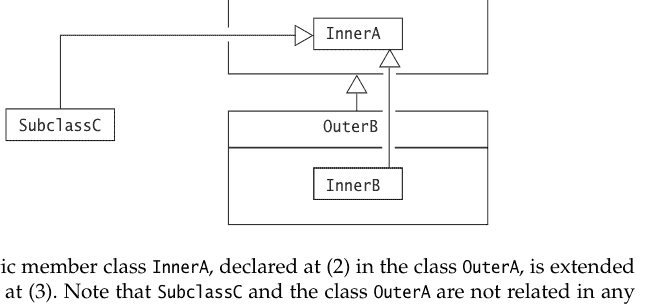 InnerA
SubclassC
OuterB
InnerB
ic member class InnerA, declared at (2) in the class OuterA, is extended
at (3). Note that SubclassC and the class OuterA are not related in any